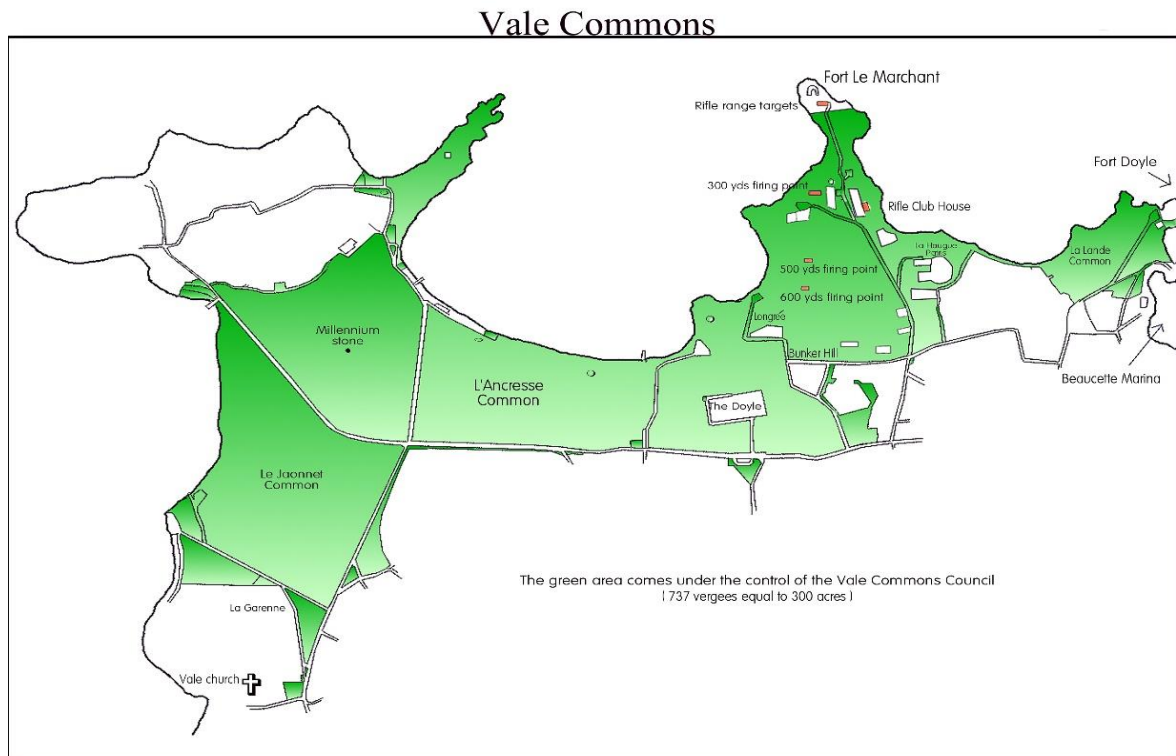 Vale Commons
Fort Le Marchant
Rifle range targets
Fort Doyle
300 yds firing point
Rifle Club House
La Haugue
Parns
La Lande
Common
500 yds firing point
600 yds firing point
Longree
Millennium
stone
Bunker Hill
Beaucette Marina
L'Ancresse
Common
The Doyle
Le Jaonnet
Common
The green area comes under the control of the Vale Commons Council
( 737 vergees equal to 300 acres )
La Garenne
Vale church